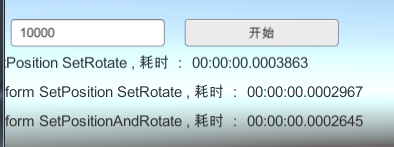 10000 开始
:Position SetRotate , 耗时 : 00:00:00.0003863
form SetPosition SetRotate , 耗时 : 00:00:00.0002967
form SetPositionAndRotate , 耗时 : 00:00:00.0002645